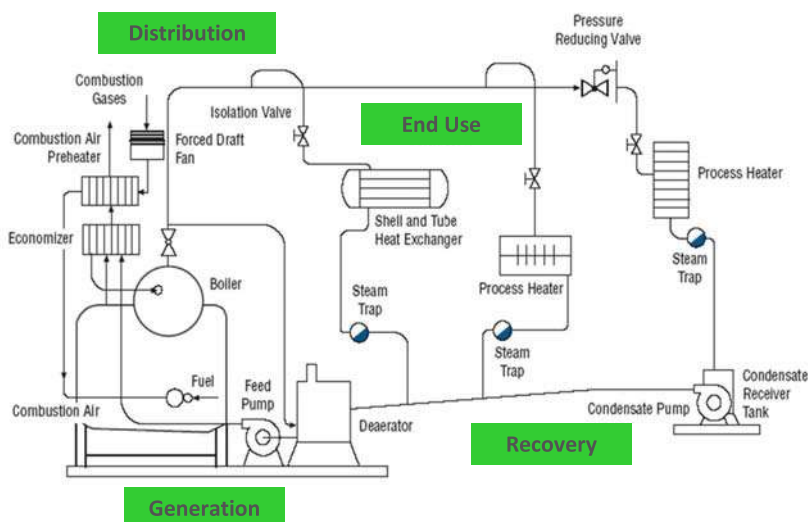 Distribution
Pressure
Reducing Valve
Combustion
Gases
Isolation Valve
End Use
Combustion Air
Preheater
Forced Draft
Fan
Process Heater
Economizer
Shell and Tube
Heat Exchanger
Steam
Trap
Boiler
Steam
Trap
Process Heater
Steam
Trap
Fuel
Feed
Pump
Combustion Air
Deaerator
Condensate Pump
Condensate
Receiver
Tank
Recovery
Generation